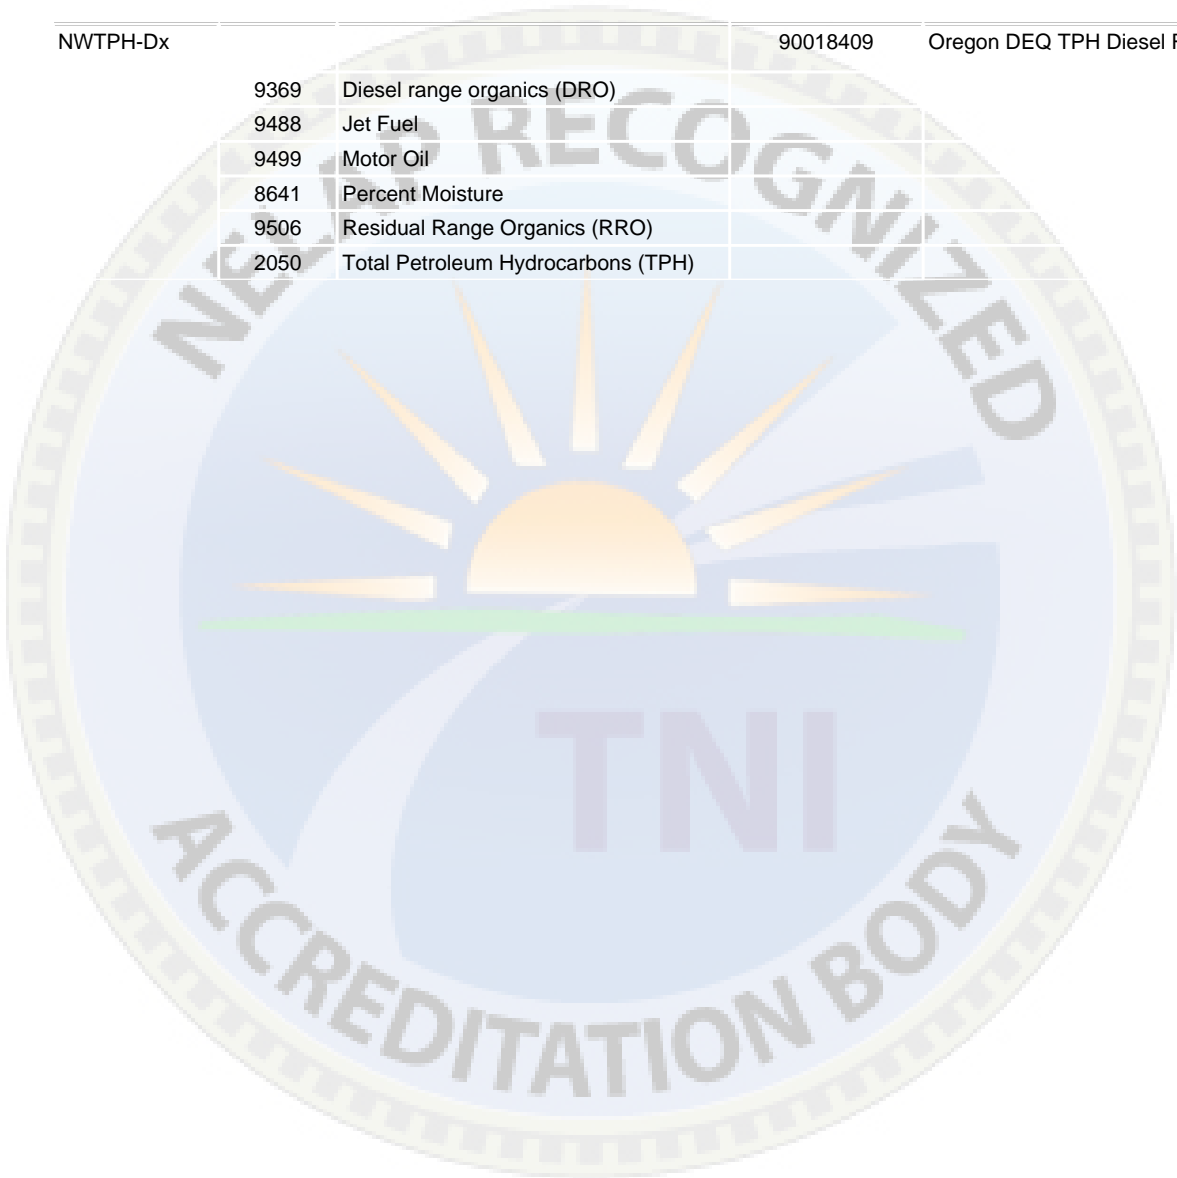 NWTPH-Dx 90018409 Oregon DEQ TPH Diesel
9369 Diesel range organics (DRO)
9488 Jet Fuel
9499 Motor Oil
8641 Percent Moisture
9506 Residual Range Organics (RRO)
2050 Total Petroleum Hydrocarbons (TPH)
NELAP RECOGNIZED
TNI
ACCREDITATION BODY